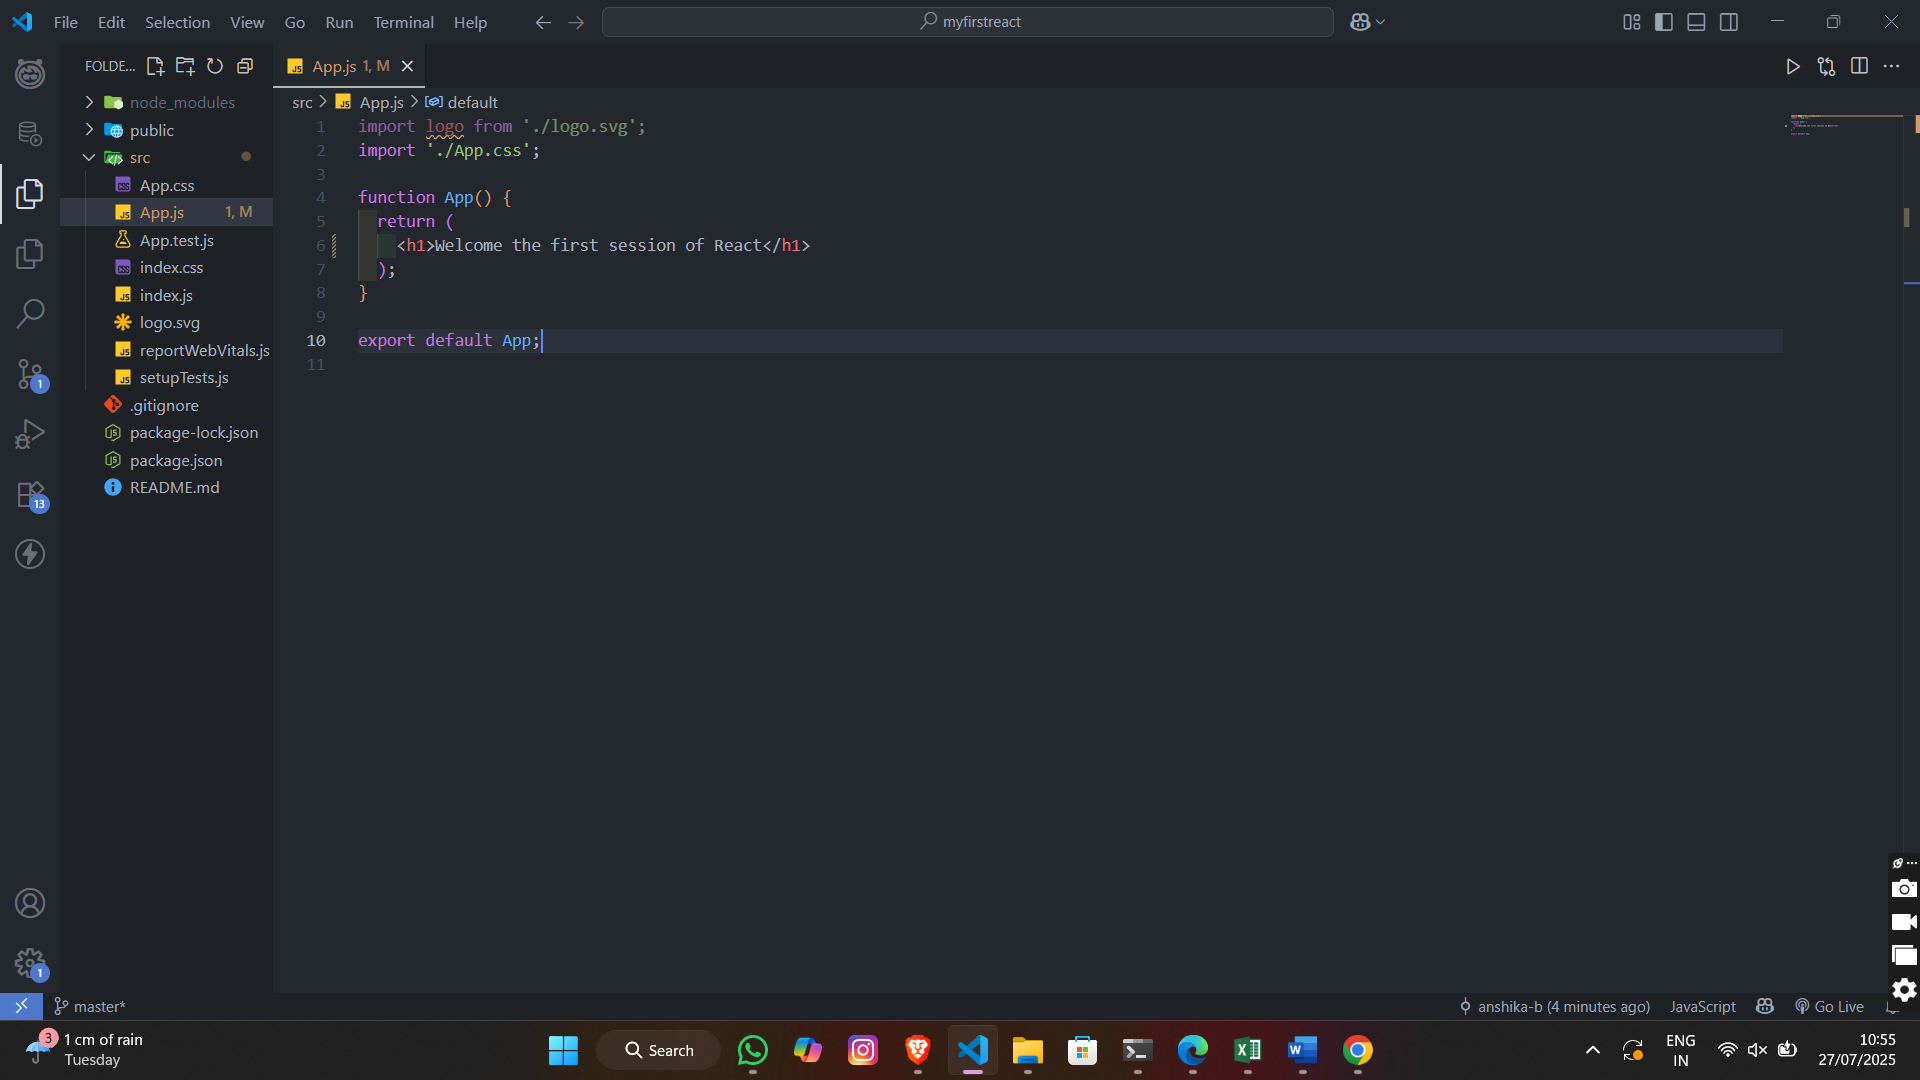 File Edit Selection View Go Run Terminal Help
myfirstreact
FOLDE...
App.js 1, M
node_modules
public
src
App.css
App.js 1, M
App.test.js
index.css
index.js
logo.svg
reportWebVitals.js
setupTests.js
.gitignore
package-lock.json
package.json
README.md
1
13
1
src App.js default
1 import logo from './logo.svg';
2 import './App.css';
3
4 function App() {
5 return (
6 <h1>Welcome the first session of React</h1>
7 );
8 }
9
10 export default App;
11
master*
anshika-b (4 minutes ago) JavaScript Go Live
3
1 cm of rain
Tuesday
Search
ENG
IN
10:55
27/07/2025